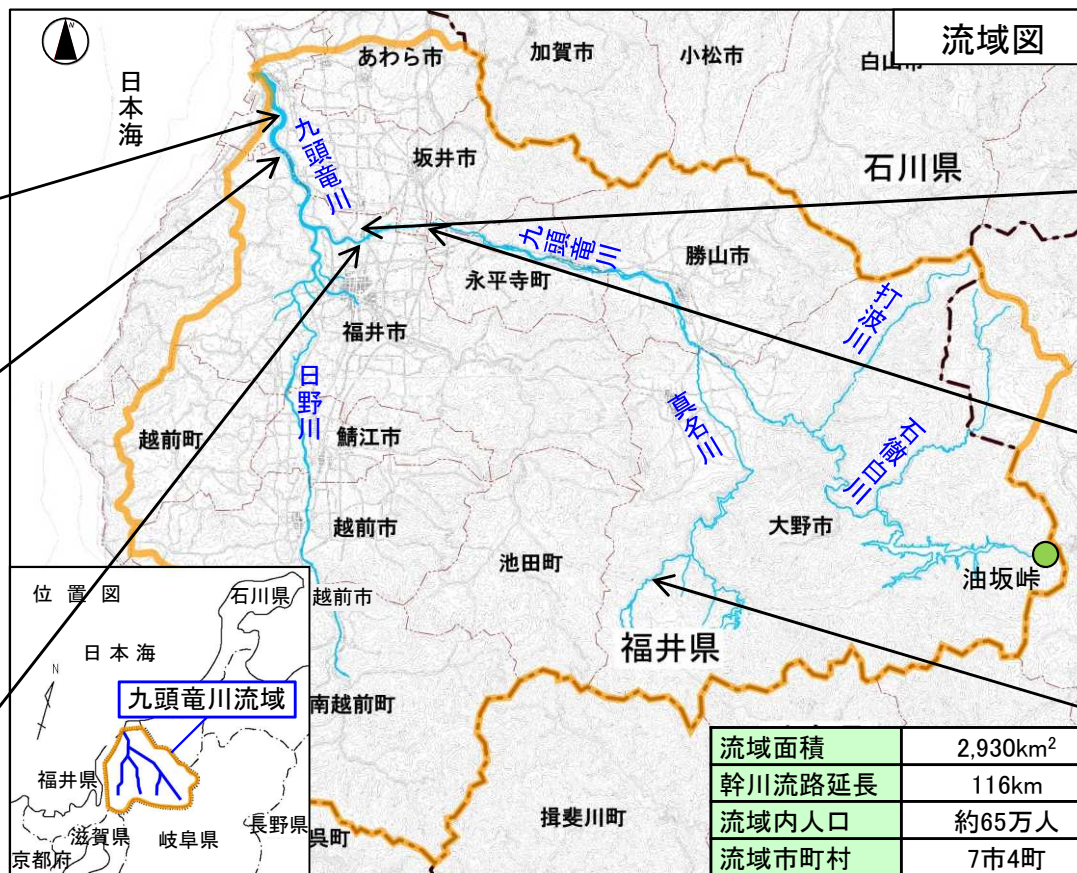 流域図
N
日本海
あわら市
加賀市
小松市
白山市
九頭竜川
坂井市
石川県
九頭竜川
勝山市
永平寺町
打波川
福井市
日野川
真名川
石徹白川
越前町
鯖江市
大野市
越前市
池田町
油坂峠
越前市
福井県
南越前町
揖斐川町
呉町
位置図
石川県
日本海
N
九頭竜川流域
福井県
滋賀県
岐阜県
長野県
京都府
流域面積 2,930km²
幹川流路延長 116km
流域内人口 約65万人
流域市町村 7市4町